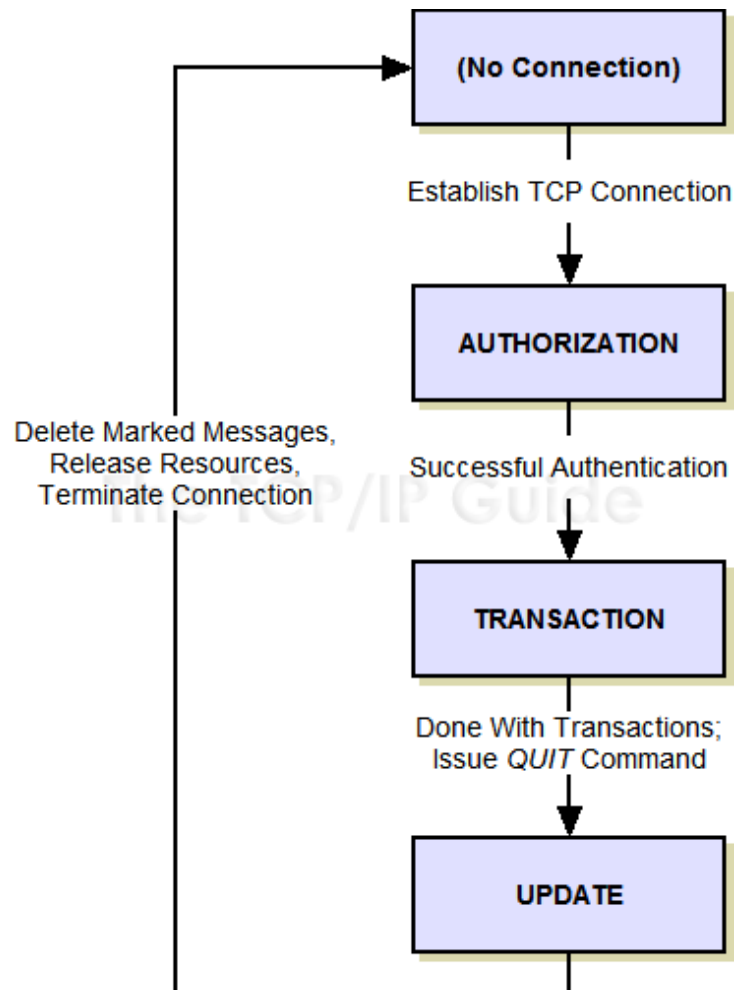 (No Connection)
Establish TCP Connection
AUTHORIZATION
Delete Marked Messages,
Release Resources,
Terminate Connection
Successful Authentication
The TCP/IP Guide
TRANSACTION
Done With Transactions;
Issue QUIT Command
UPDATE